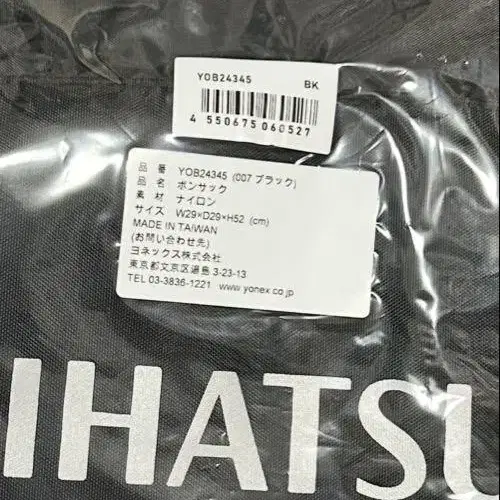 YOB24345 BK
4 550675 060527
品 番 YOB24345 (007 ブラック)
品 名 ボンサック
素 材 ナイロン
サイズ W29×D29×H52 (cm)
MADE IN TAIWAN
(お問い合わせ先)
ヨネックス株式会社
東京都文京区湯島 3-23-13
TEL 03-3836-1221 www.yonex.co.jp
IHATSU